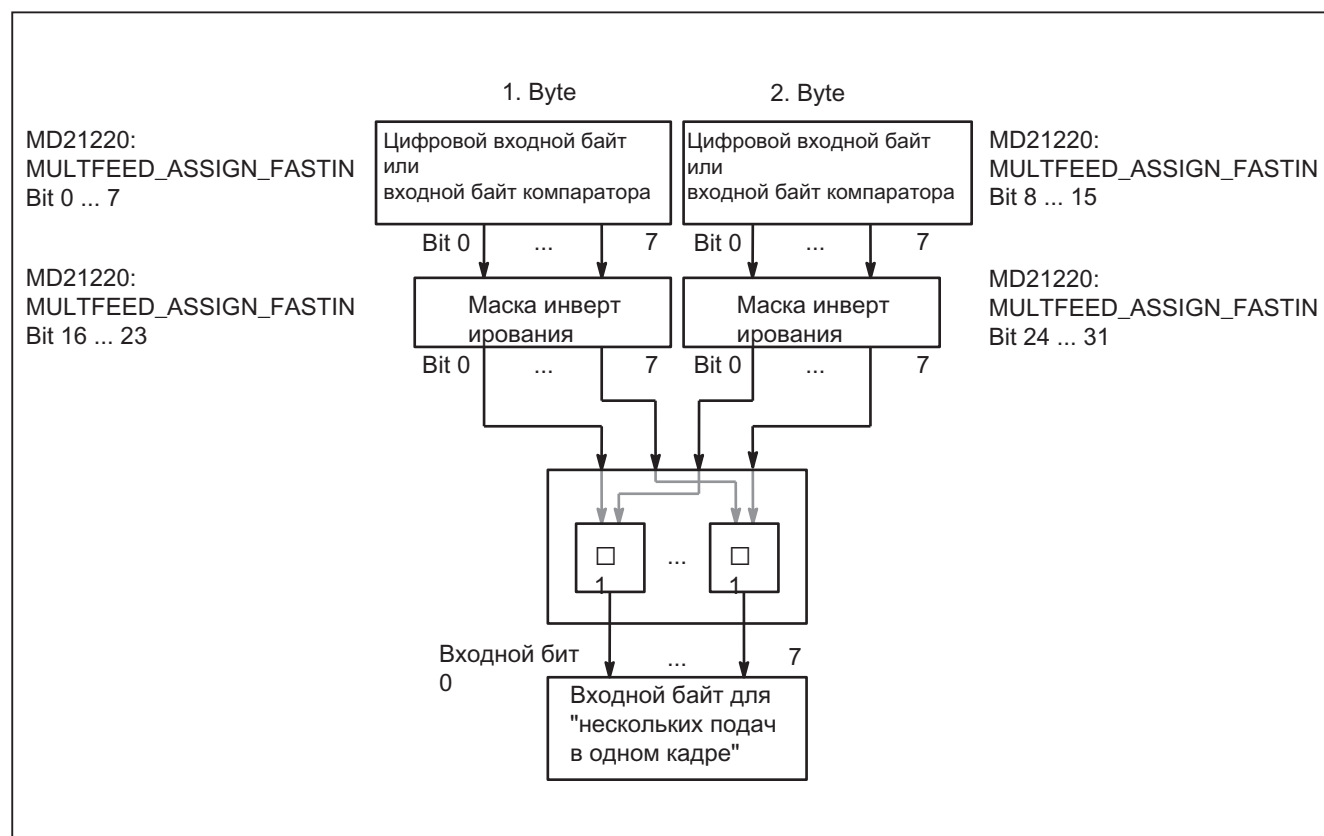 1. Byte 2. Byte
MD21220:
MULTFEED_ASSIGN_FASTIN
Bit 0 ... 7
Цифровой входной байт
или
входной байт компаратора
Цифровой входной байт
или
входной байт компаратора
MD21220:
MULTFEED_ASSIGN_FASTIN
Bit 8 ... 15
Bit 0 ... 7 Bit 0 ... 7
MD21220:
MULTFEED_ASSIGN_FASTIN
Bit 16 ... 23
Маска инверт
ирования
Маска инверт
ирования
MD21220:
MULTFEED_ASSIGN_FASTIN
Bit 24 ... 31
Bit 0 ... 7 Bit 0 ... 7
□ ... □
1 1
Входной бит ... 7
0
Входной байт для
"нескольких подач
в одном кадре"